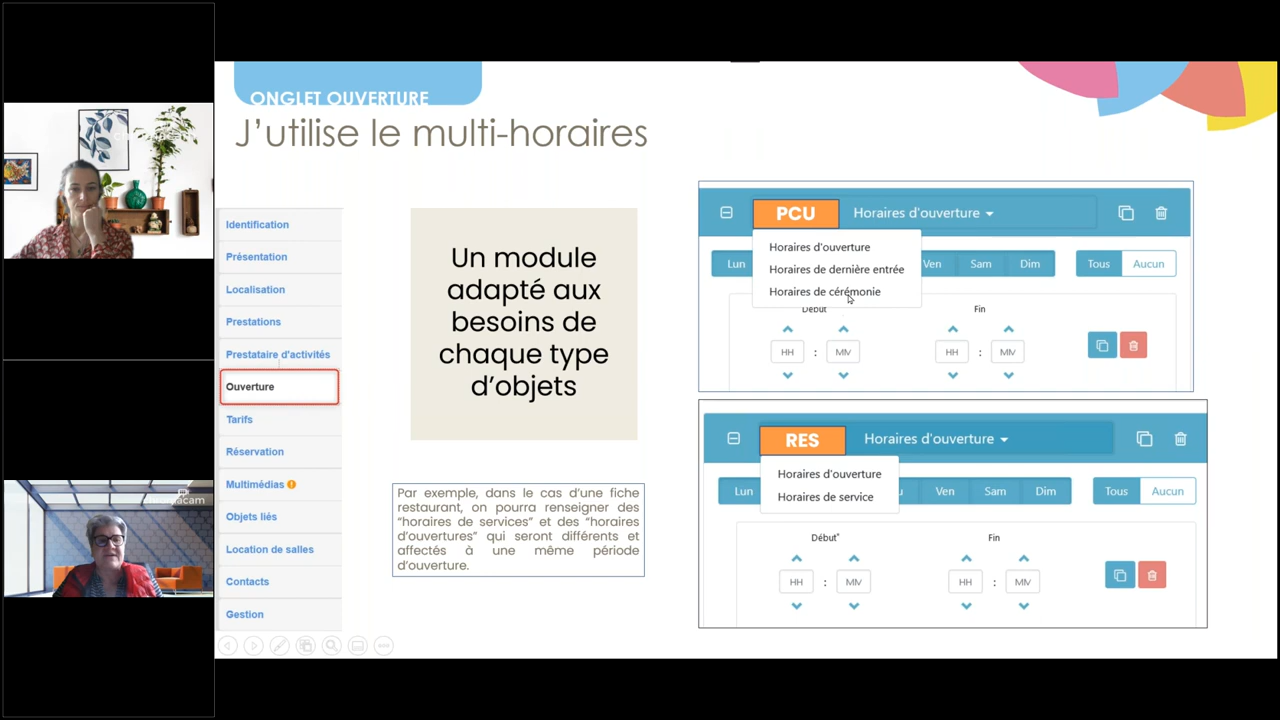 ONGLET OUVERTURE
J'utilise le multi-horaires
Identification
Présentation
Localisation
Prestations
Prestataire d'activités
Ouverture
Tarifs
Réservation
Multimédias
Objets liés
Location de salles
Contacts
Gestion
Un module
adapté aux
besoins de
chaque type
d'objets
Par exemple, dans le cas d'une fiche
restaurant, on pourra renseigner des
"horaires de services" et des "horaires
d'ouvertures" qui seront différents et
affectés à une même période
d'ouverture.
PCU Horaires d'ouverture
Horaires d'ouverture
Horaires de dernière entrée
Horaires de cérémonie
Lun Ven Sam Dim Tous Aucun
Début Fin
HH : MM HH : MM
RES Horaires d'ouverture
Horaires d'ouverture
Horaires de service
Lun Ven Sam Dim Tous Aucun
Début* Fin
HH : MM HH : MM